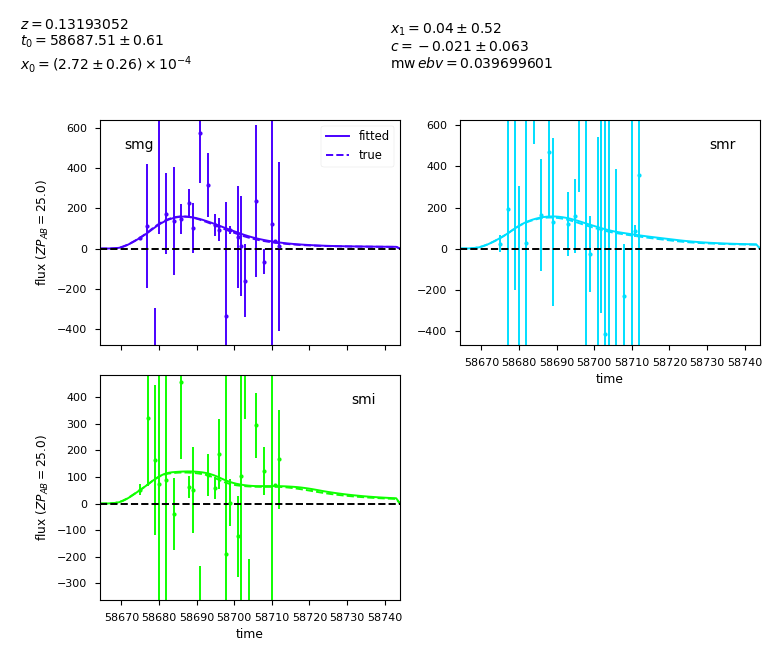 z = 0.13193052
t0 = 58687.51 ± 0.61
x0 = (2.72 ± 0.26) × 10^−4
x1 = 0.04 ± 0.52
c = −0.021 ± 0.063
mw ebv = 0.039699601
smg
fitted
true
600
400
200
0
−200
−400
flux (ZP_AB = 25.0)
smr
600
400
200
0
−200
−400
58670 58680 58690 58700 58710 58720 58730 58740
time
smi
400
300
200
100
0
−100
−200
−300
flux (ZP_AB = 25.0)
58670 58680 58690 58700 58710 58720 58730 58740
time